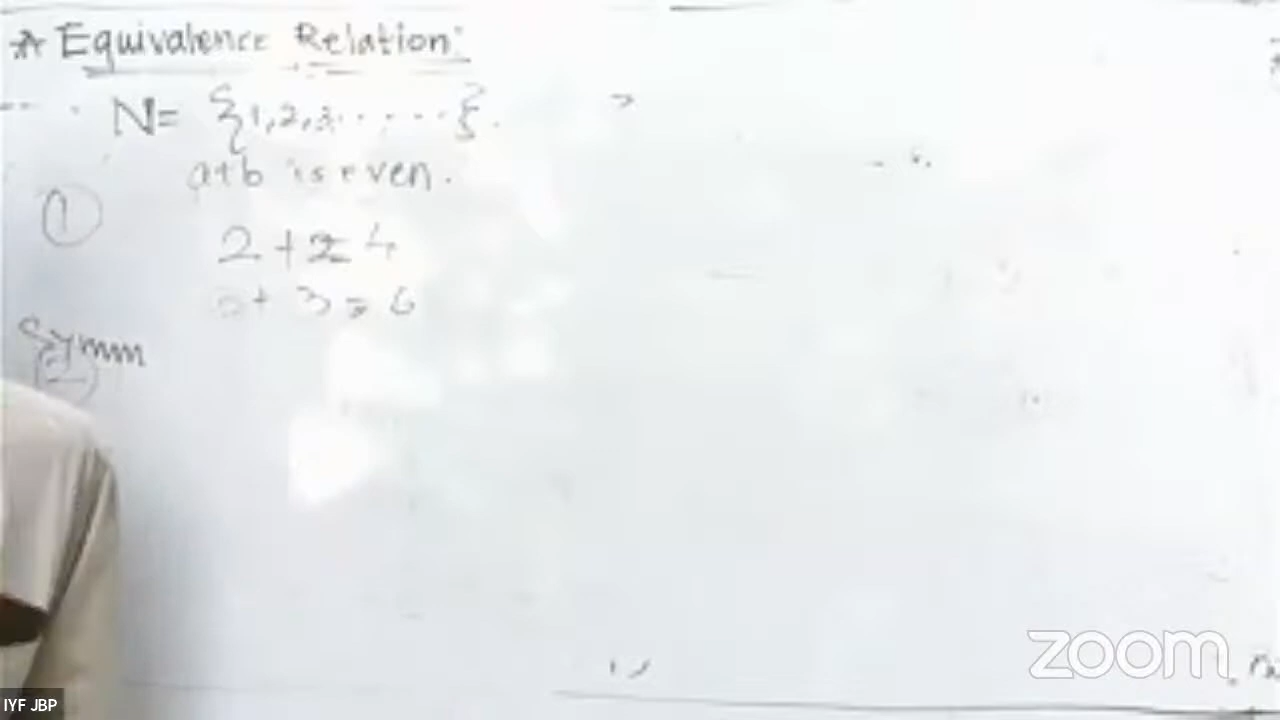 * Equivalence Relation:
N= {1,2,3.......}.
a+b is even.
①
2+2=4
3+3=6
Symm
zoom
IYF JBP